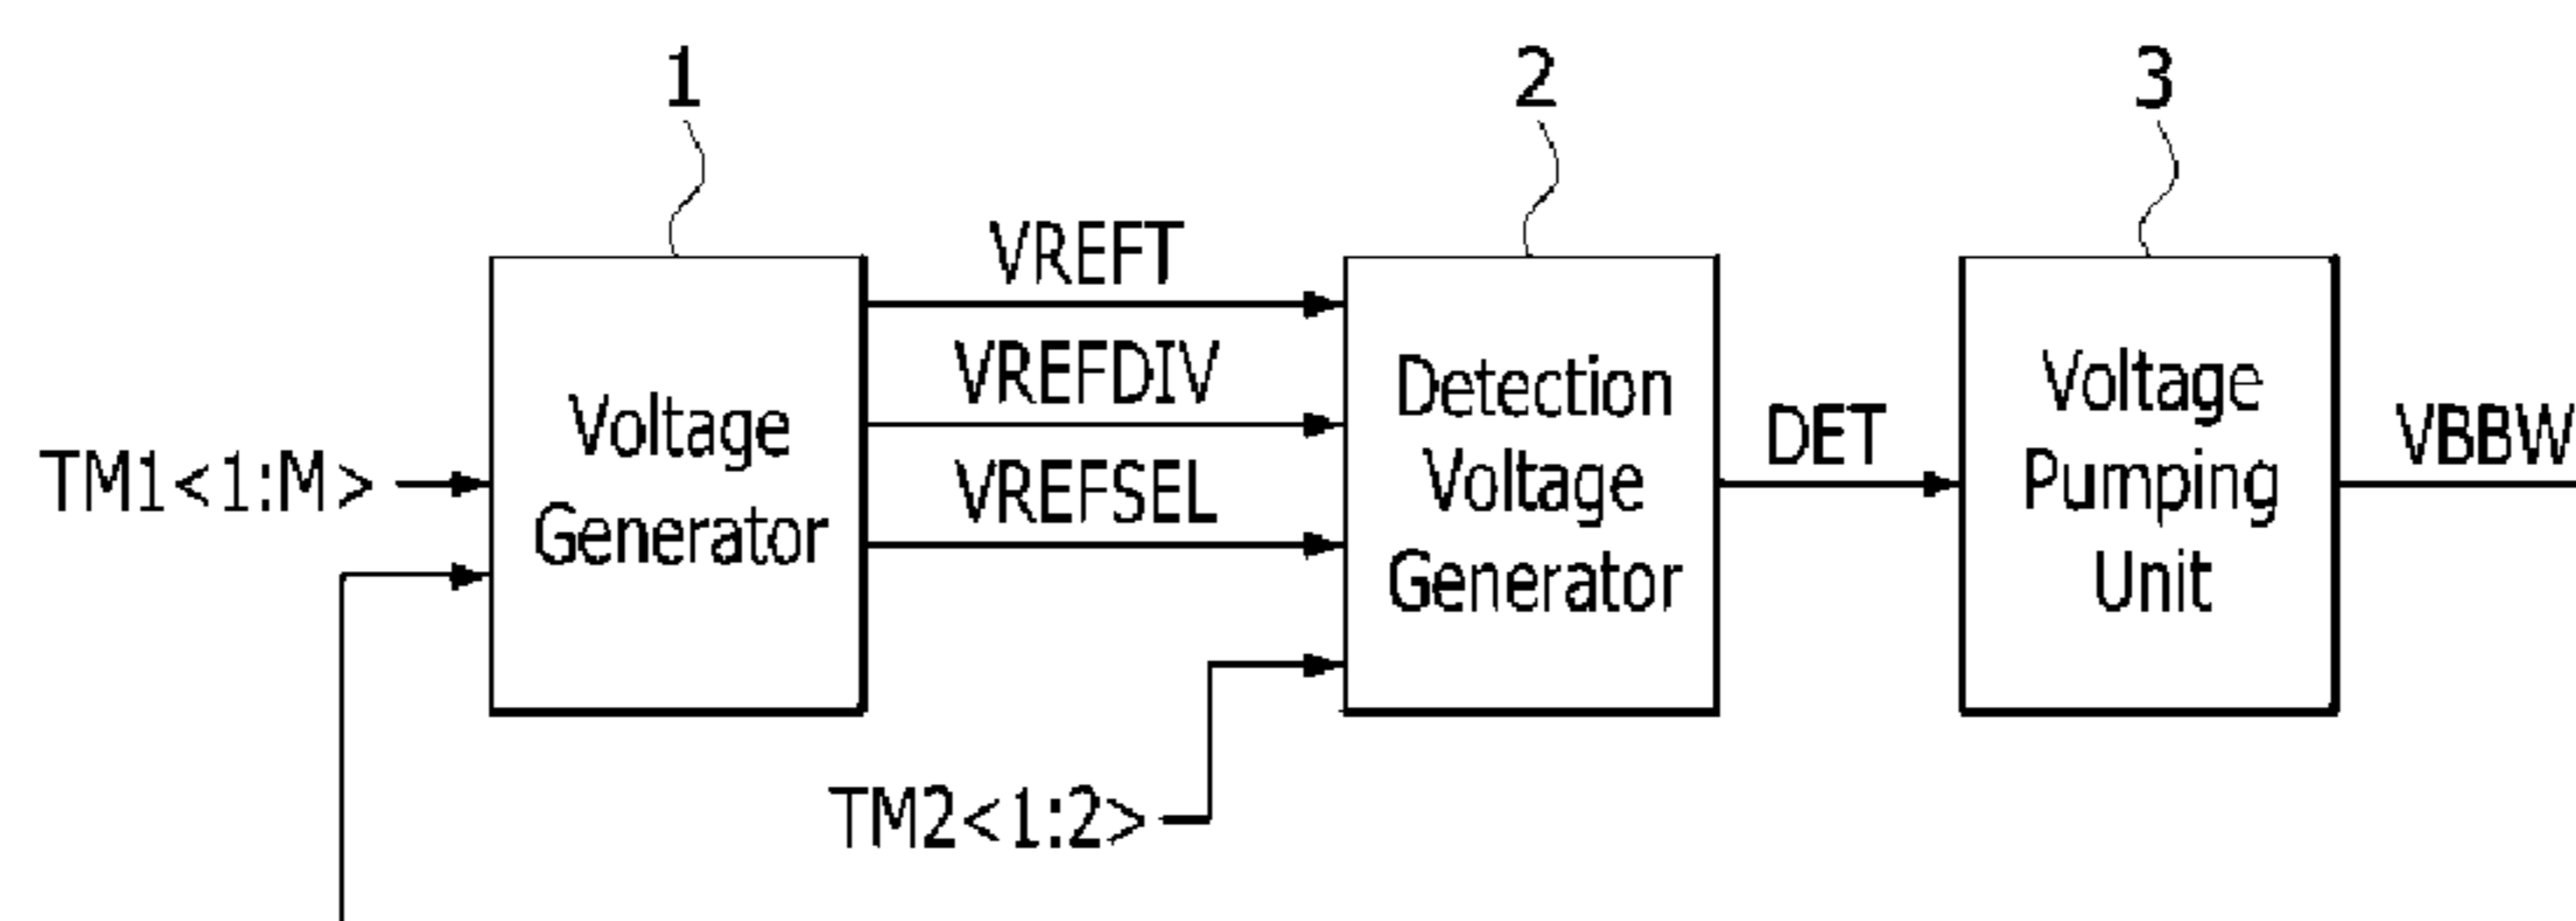 1
2
3
VREFT
VREFDIV
VREFSEL
TM1<1:M>
Voltage
Generator
Detection
Voltage
Generator
DET
Voltage
Pumping
Unit
VBBW
TM2<1:2>